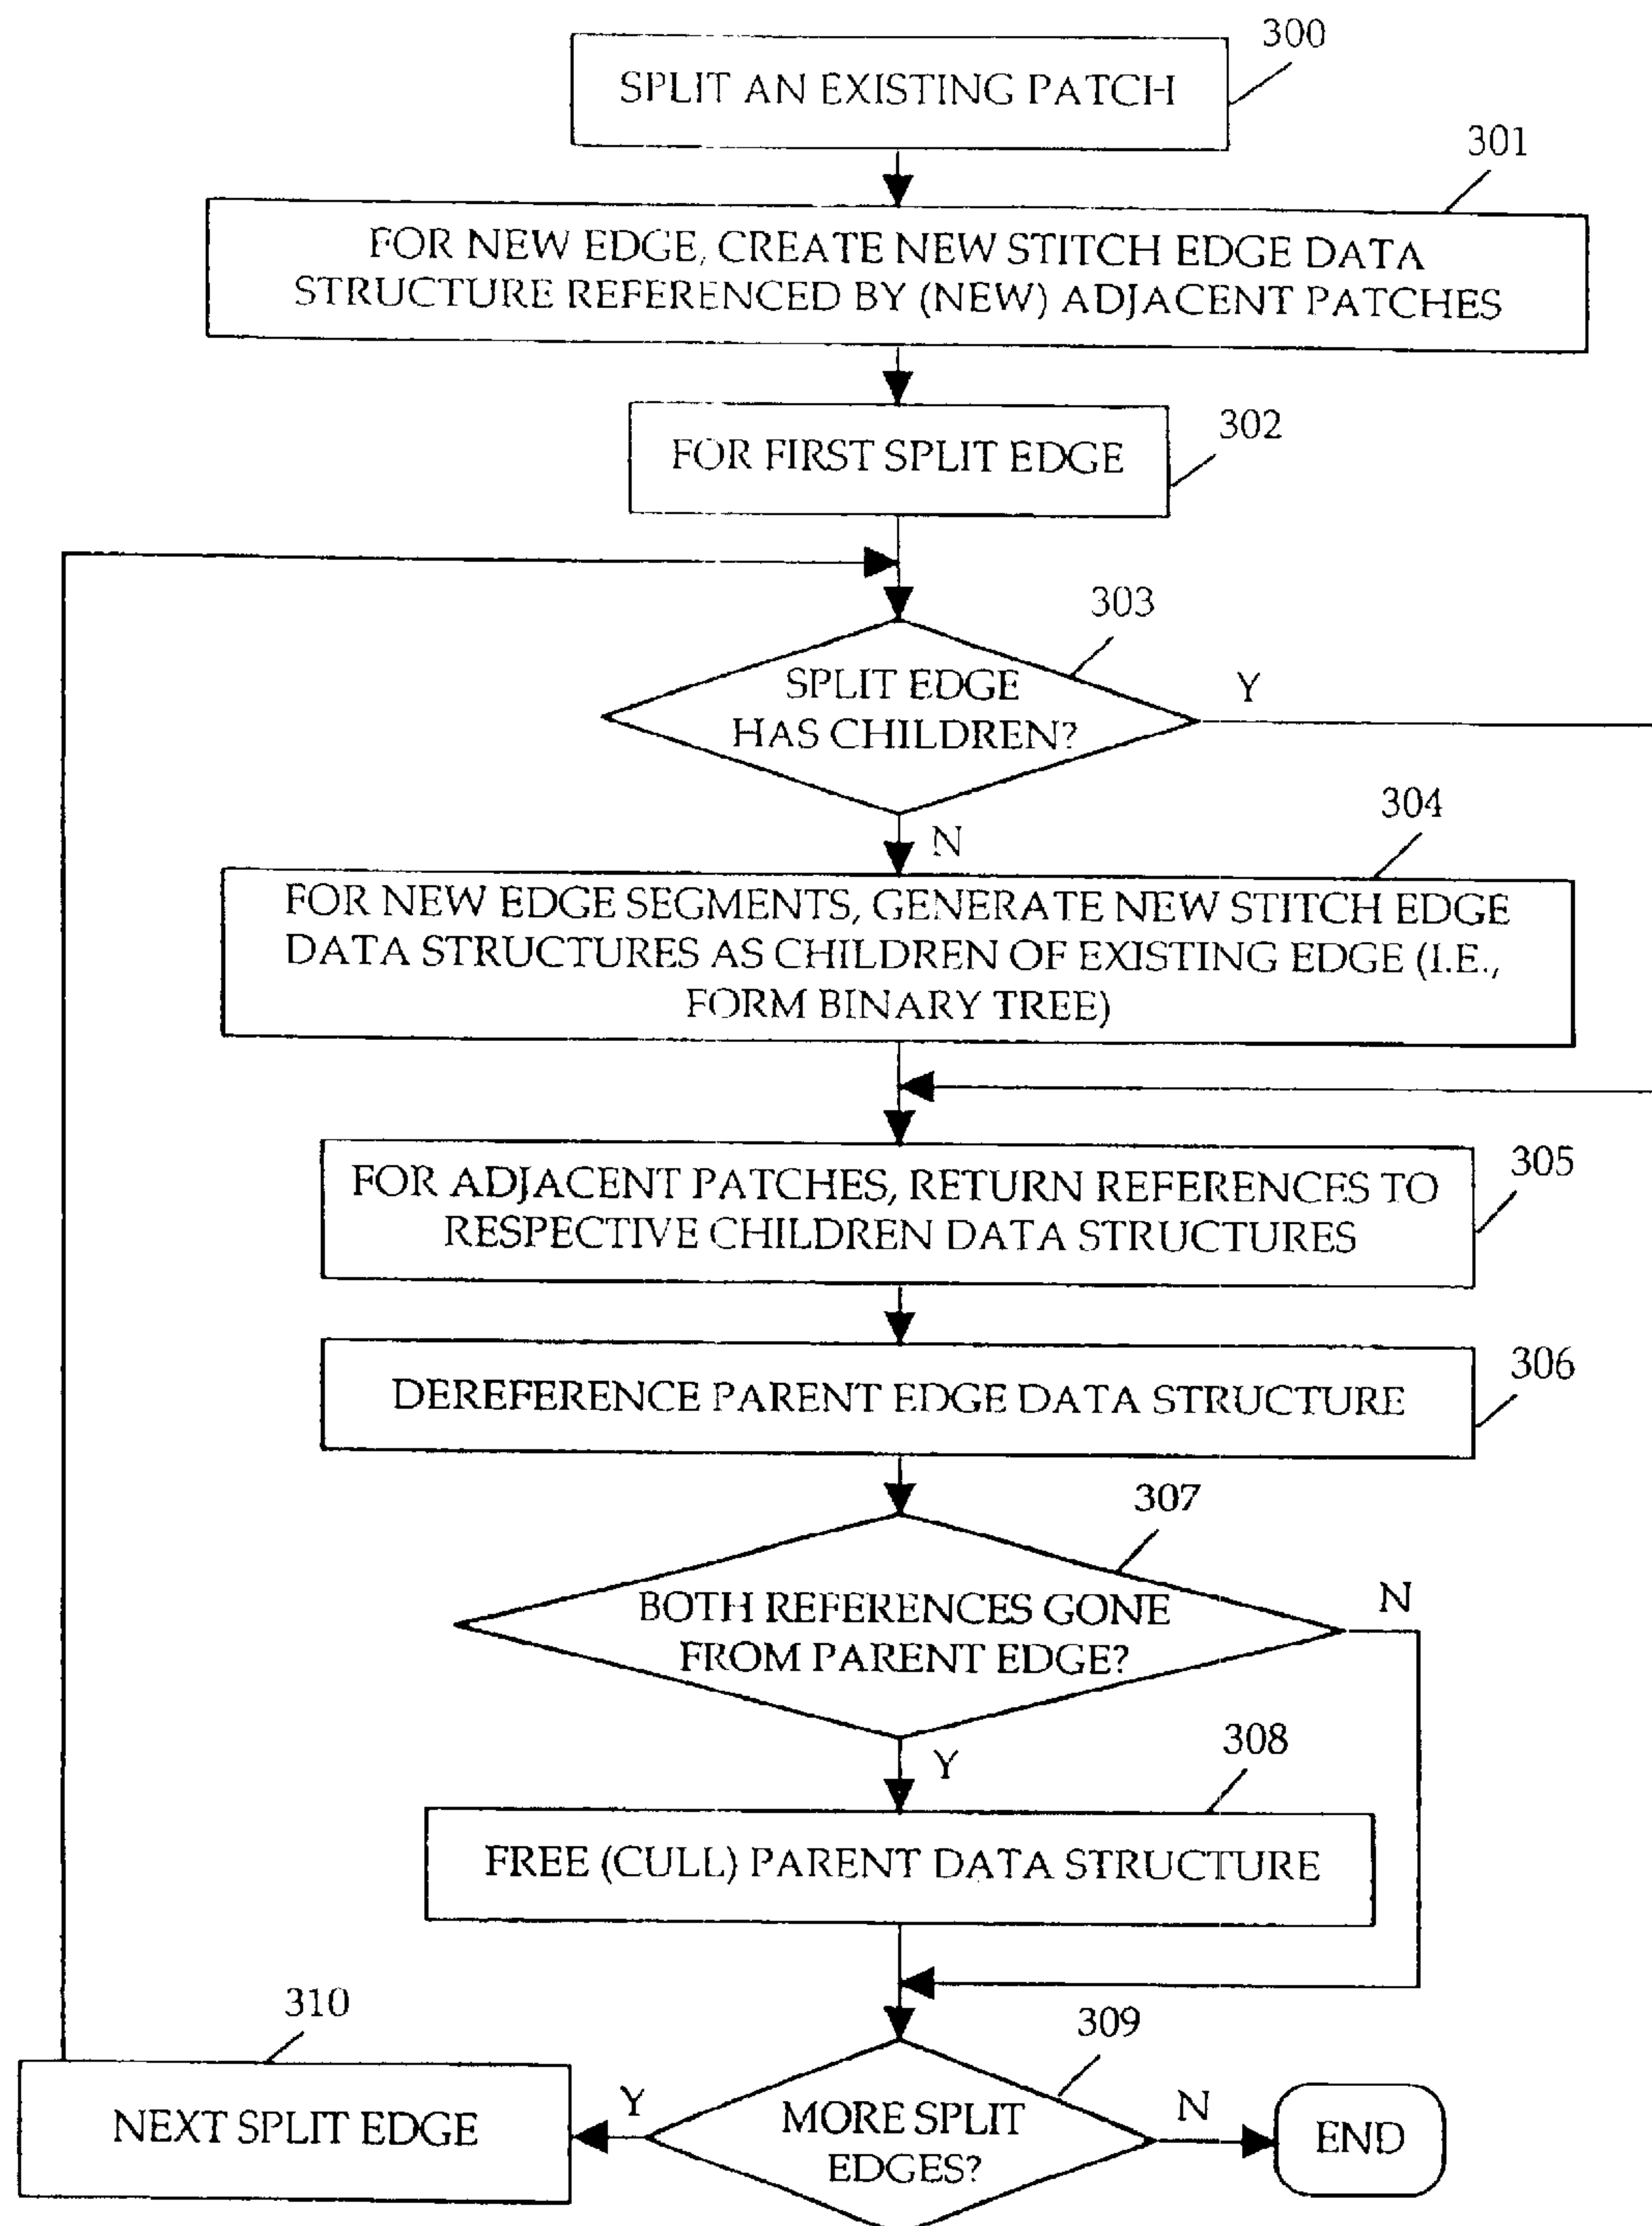 300
SPLIT AN EXISTING PATCH
301
FOR NEW EDGE, CREATE NEW STITCH EDGE DATA
STRUCTURE REFERENCED BY (NEW) ADJACENT PATCHES
302
FOR FIRST SPLIT EDGE
303
SPLIT EDGE
HAS CHILDREN?
Y
N
304
FOR NEW EDGE SEGMENTS, GENERATE NEW STITCH EDGE
DATA STRUCTURES AS CHILDREN OF EXISTING EDGE (I.E.,
FORM BINARY TREE)
305
FOR ADJACENT PATCHES, RETURN REFERENCES TO
RESPECTIVE CHILDREN DATA STRUCTURES
306
DEREFERENCE PARENT EDGE DATA STRUCTURE
307
BOTH REFERENCES GONE
FROM PARENT EDGE?
N
Y
308
FREE (CULL) PARENT DATA STRUCTURE
310
309
NEXT SPLIT EDGE
Y
MORE SPLIT
EDGES?
N
END